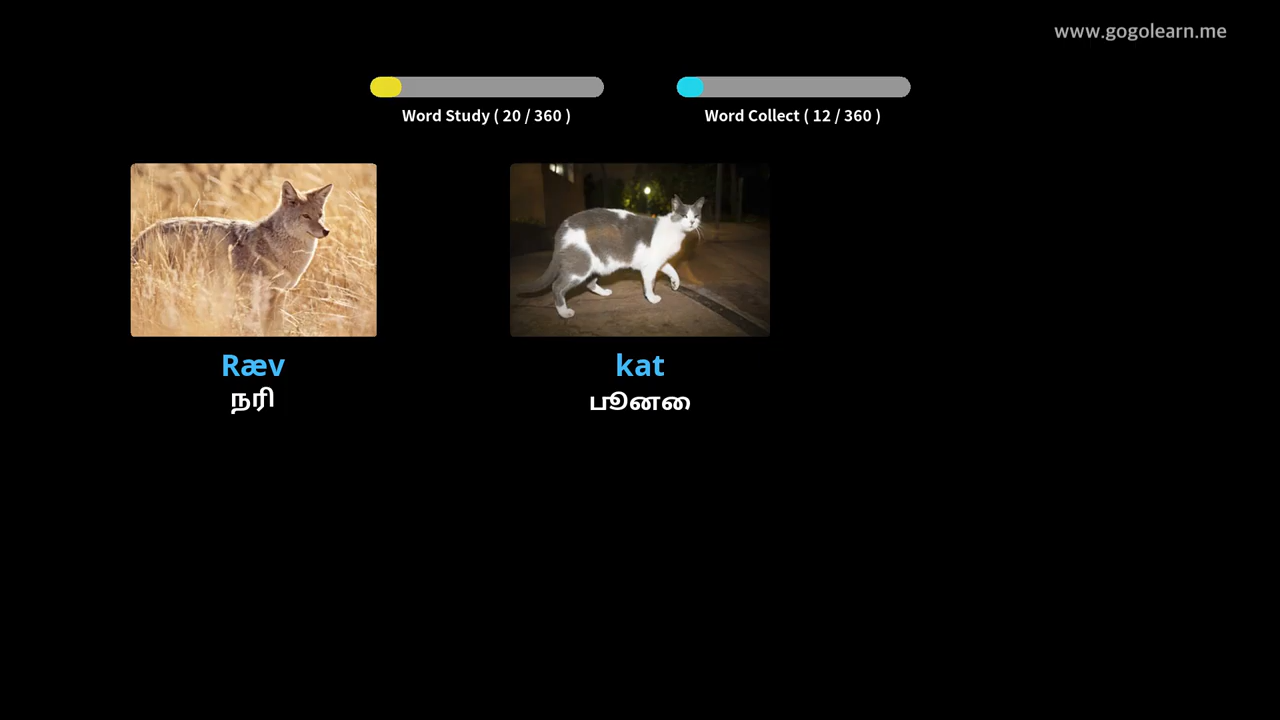 www.gogolearn.me
Word Study ( 20 / 360 )
Word Collect ( 12 / 360 )
Ræv
kat
நரி
பூனை